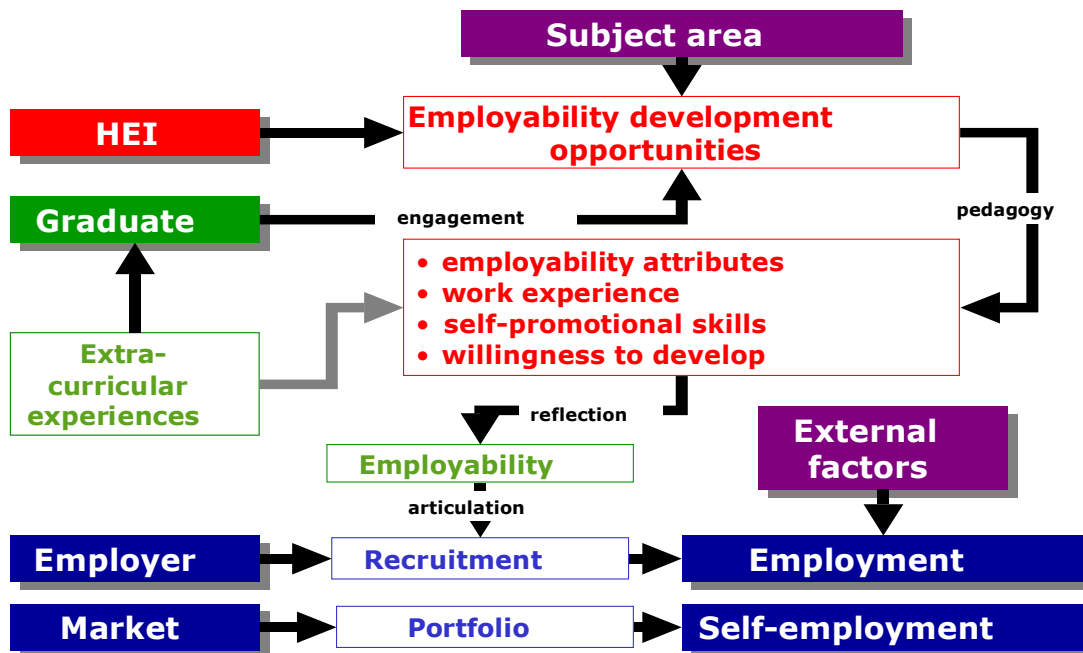 Subject area
HEI
Employability development
opportunities
Graduate
engagement
pedagogy
• employability attributes
• work experience
• self-promotional skills
• willingness to develop
Extra-
curricular
experiences
reflection
External
factors
Employability
articulation
Employer
Recruitment
Employment
Market
Portfolio
Self-employment